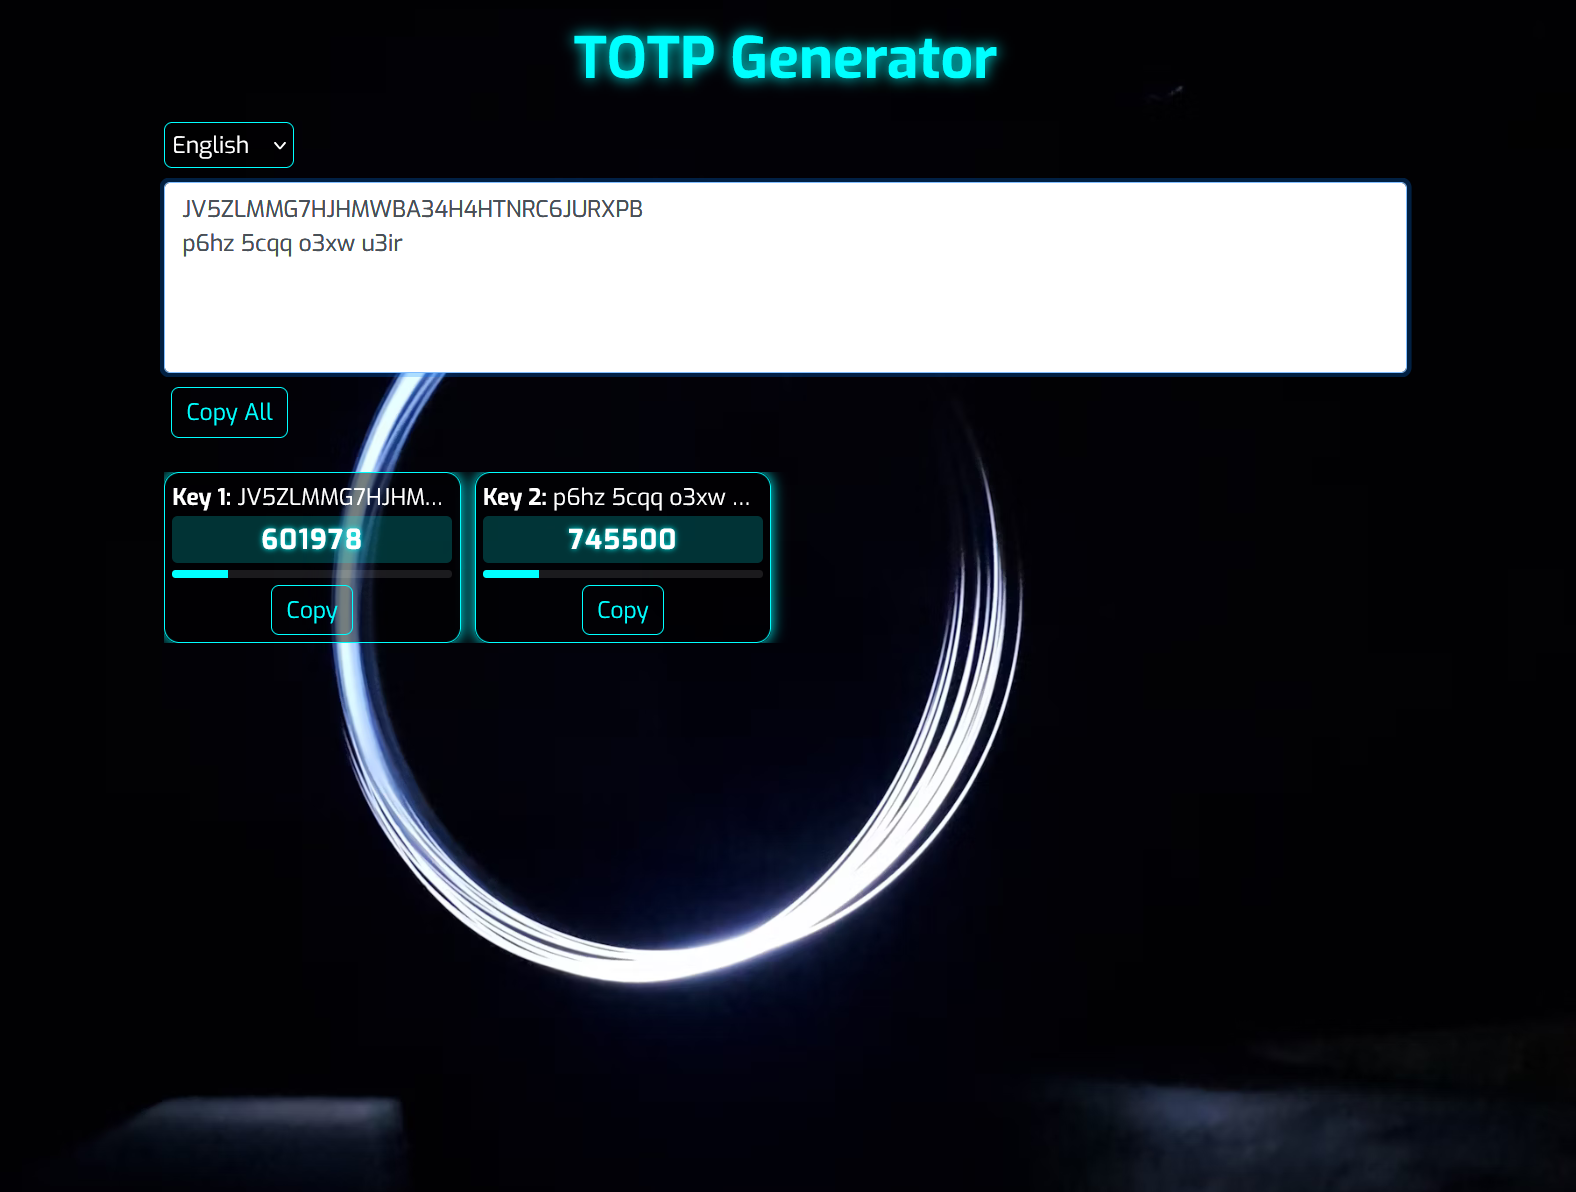 TOTP Generator
English
JV5ZLMMG7HJHMWBA34H4HTNRC6JURXPB
p6hz 5cqq o3xw u3ir
Copy All
Key 1: JV5ZLMMG7HJHM...
601978
Copy
Key 2: p6hz 5cqq o3xw ...
745500
Copy